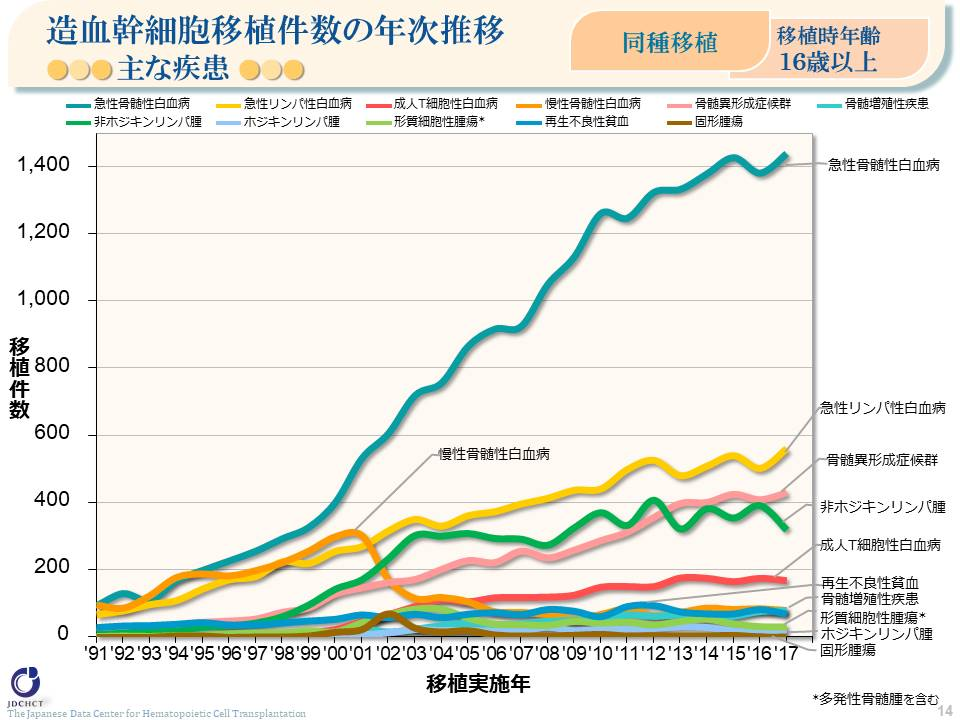 造血幹細胞移植件数の年次推移
主な疾患
同種移植
移植時年齢
16歳以上
急性骨髄性白血病 急性リンパ性白血病 成人T細胞性白血病 慢性骨髄性白血病 骨髄異形成症候群 骨髄増殖性疾患
非ホジキンリンパ腫 ホジキンリンパ腫 形質細胞性腫瘍* 再生不良性貧血 固形腫瘍
1,400
1,200
1,000
800
600
400
200
0
移植件数
急性骨髄性白血病
急性リンパ性白血病
慢性骨髄性白血病
骨髄異形成症候群
非ホジキンリンパ腫
成人T細胞性白血病
再生不良性貧血
骨髄増殖性疾患
形質細胞性腫瘍*
ホジキンリンパ腫
固形腫瘍
'91 '92 '93 '94 '95 '96 '97 '98 '99 '00 '01 '02 '03 '04 '05 '06 '07 '08 '09 '10 '11 '12 '13 '14 '15 '16 '17
移植実施年
*多発性骨髄腫を含む
JDCHCT
The Japanese Data Center for Hematopoietic Cell Transplantation
14